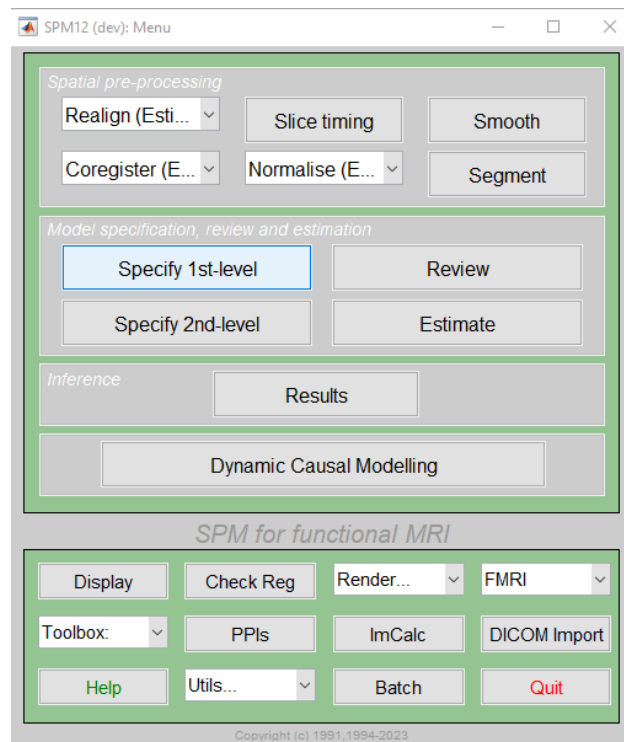 SPM12 (dev): Menu
Spatial pre-processing
Realign (Esti... Slice timing Smooth
Coregister (E... Normalise (E... Segment
Model specification, review and estimation
Specify 1st-level Review
Specify 2nd-level Estimate
Inference
Results
Dynamic Causal Modelling
SPM for functional MRI
Display Check Reg Render... FMRI
Toolbox: PPIs ImCalc DICOM Import
Help Utils... Batch Quit
Copyright (c) 1991,1994-2023